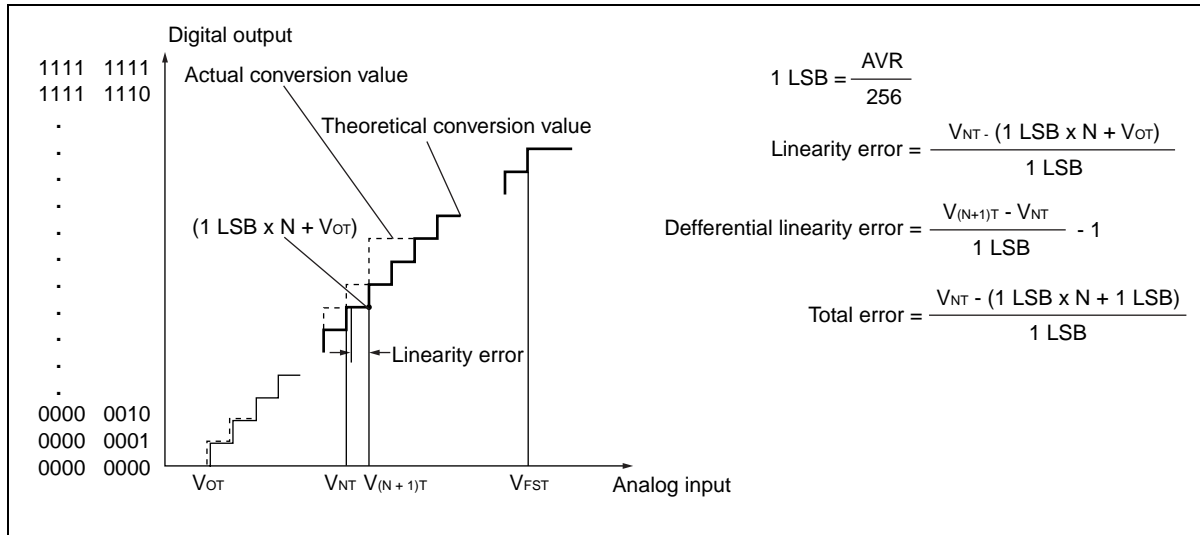 Digital output
1111 1111
1111 1110
.
.
.
.
.
.
.
.
.
.
.
0000 0010
0000 0001
0000 0000
Actual conversion value
Theoretical conversion value
(1 LSB x N + VOT)
Linearity error
VOT VNT V(N + 1)T VFST Analog input
1 LSB = AVR / 256
Linearity error = VNT - (1 LSB x N + VOT) / 1 LSB
Defferential linearity error = V(N+1)T - VNT / 1 LSB - 1
Total error = VNT - (1 LSB x N + 1 LSB) / 1 LSB